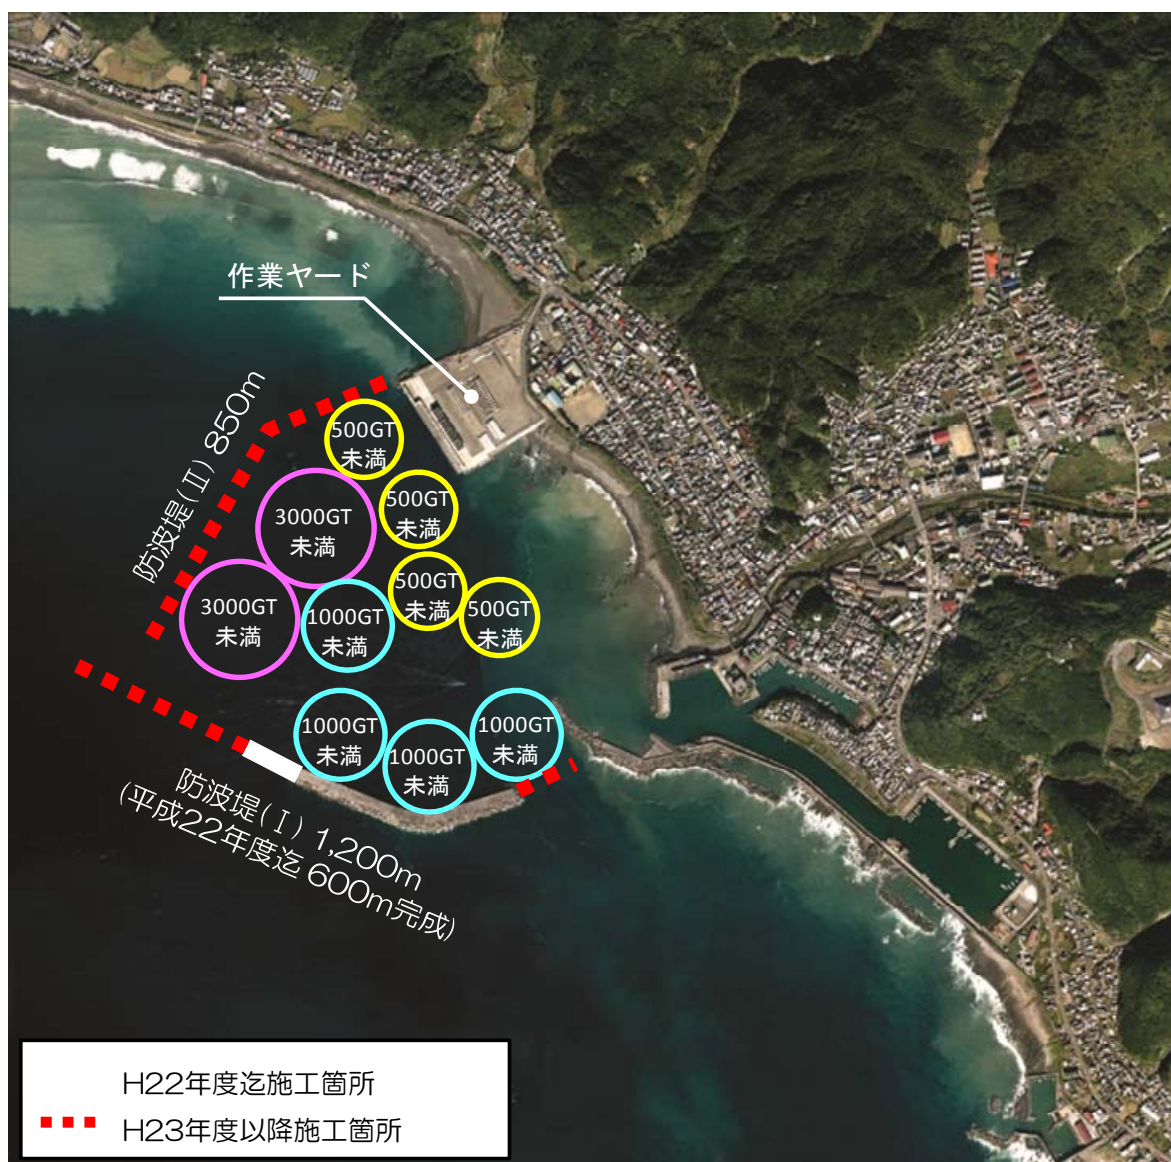 作業ヤード
防波堤(Ⅱ) 850m
500GT
未満
500GT
未満
3000GT
未満
500GT
未満
500GT
未満
3000GT
未満
1000GT
未満
1000GT
未満
1000GT
未満
1000GT
未満
防波堤(Ⅰ) 1,200m
(平成22年度迄 600m完成)
H22年度迄施工箇所
H23年度以降施工箇所